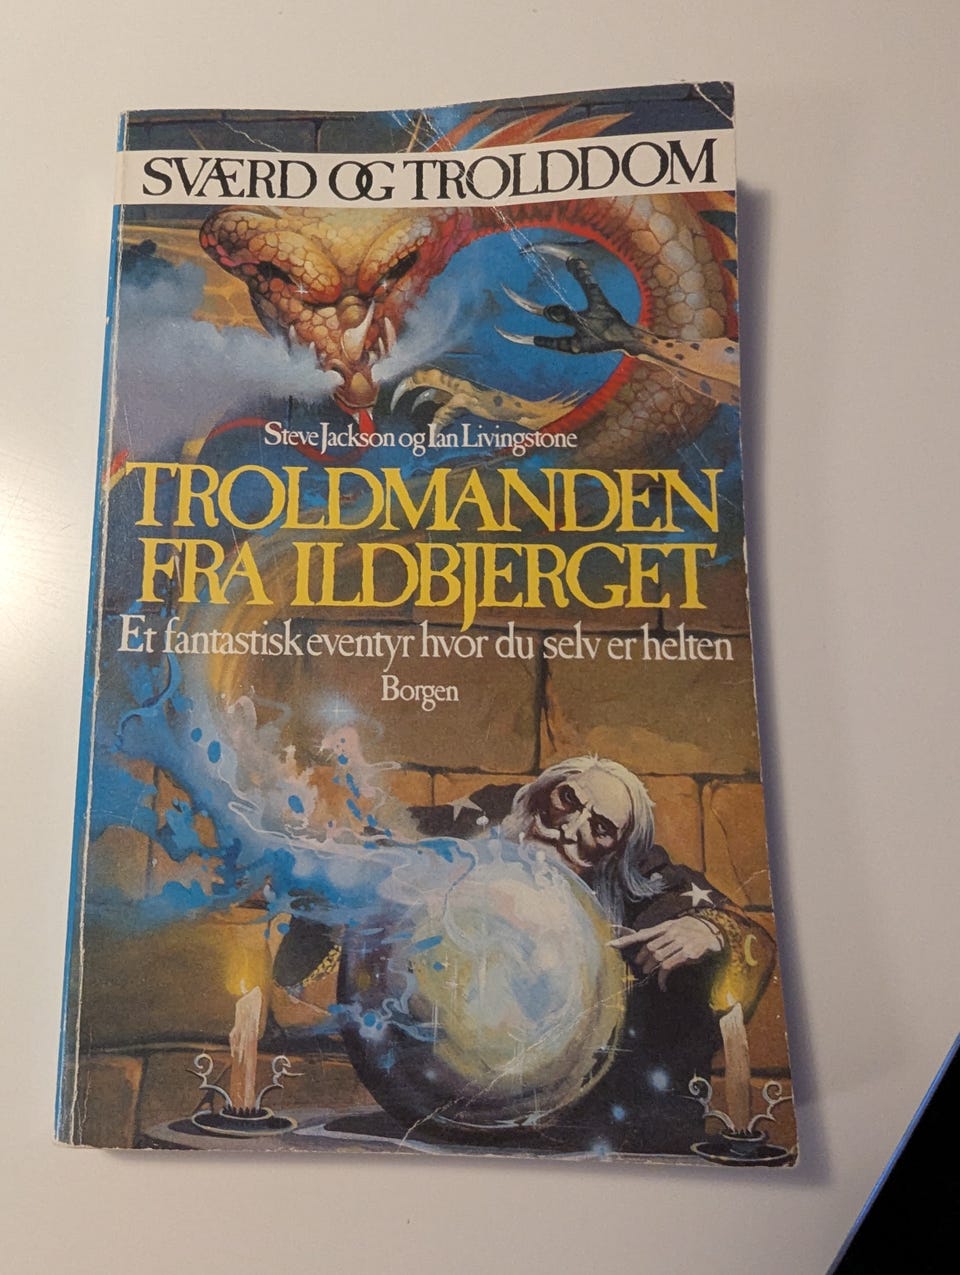 SVÆRD OG TROLDDOM
Steve Jackson og Ian Livingstone
TROLDMANDEN
FRA ILDBJERGET
Et fantastisk eventyr hvor du selv er helten
Borgen